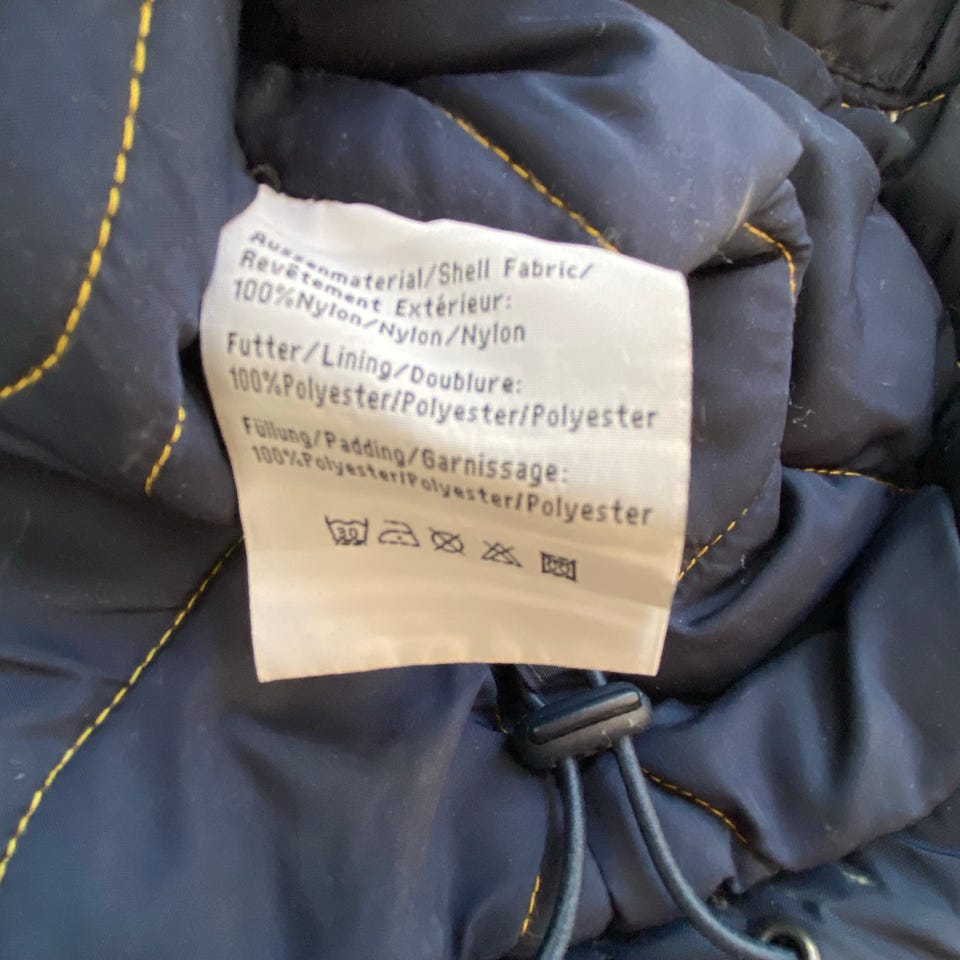 Aussenmaterial/Shell Fabric/
Revêtement Extérieur:
100%Nylon/Nylon/Nylon
Futter/Lining/Doublure:
100%Polyester/Polyester/Polyester
Füllung/Padding/Garnissage:
100%Polyester/Polyester/Polyester
30